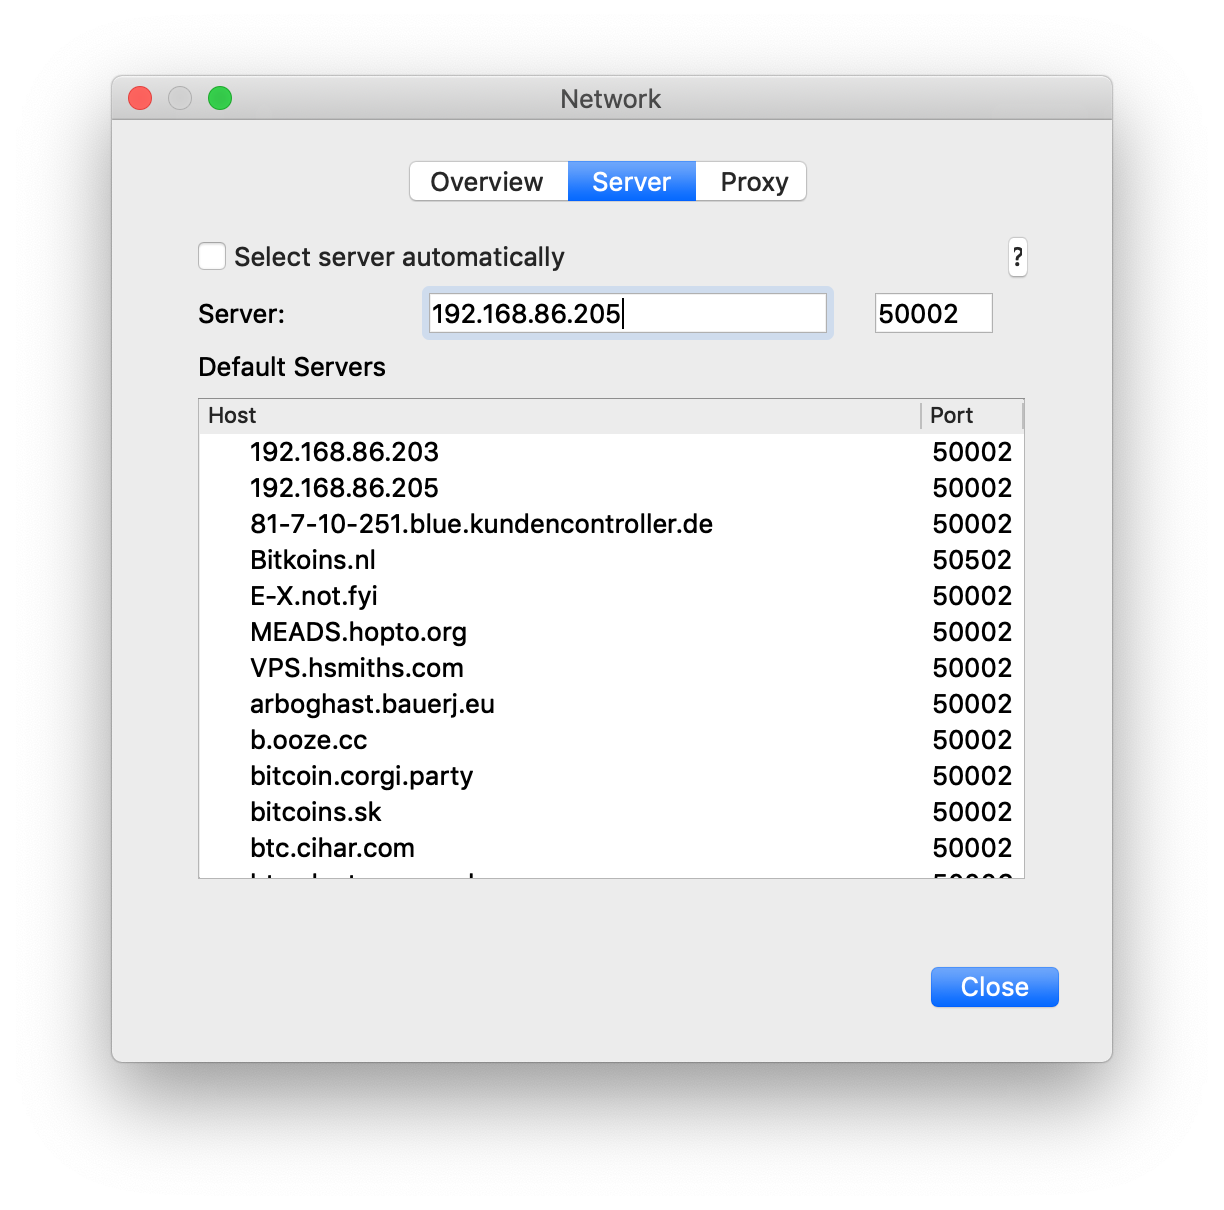 Network
Overview Server Proxy
Select server automatically ?
Server: 192.168.86.205 50002
Default Servers
Host Port
192.168.86.203 50002
192.168.86.205 50002
81-7-10-251.blue.kundencontroller.de 50002
Bitkoins.nl 50502
E-X.not.fyi 50002
MEADS.hopto.org 50002
VPS.hsmiths.com 50002
arboghast.bauerj.eu 50002
b.ooze.cc 50002
bitcoin.corgi.party 50002
bitcoins.sk 50002
btc.cihar.com 50002
Close